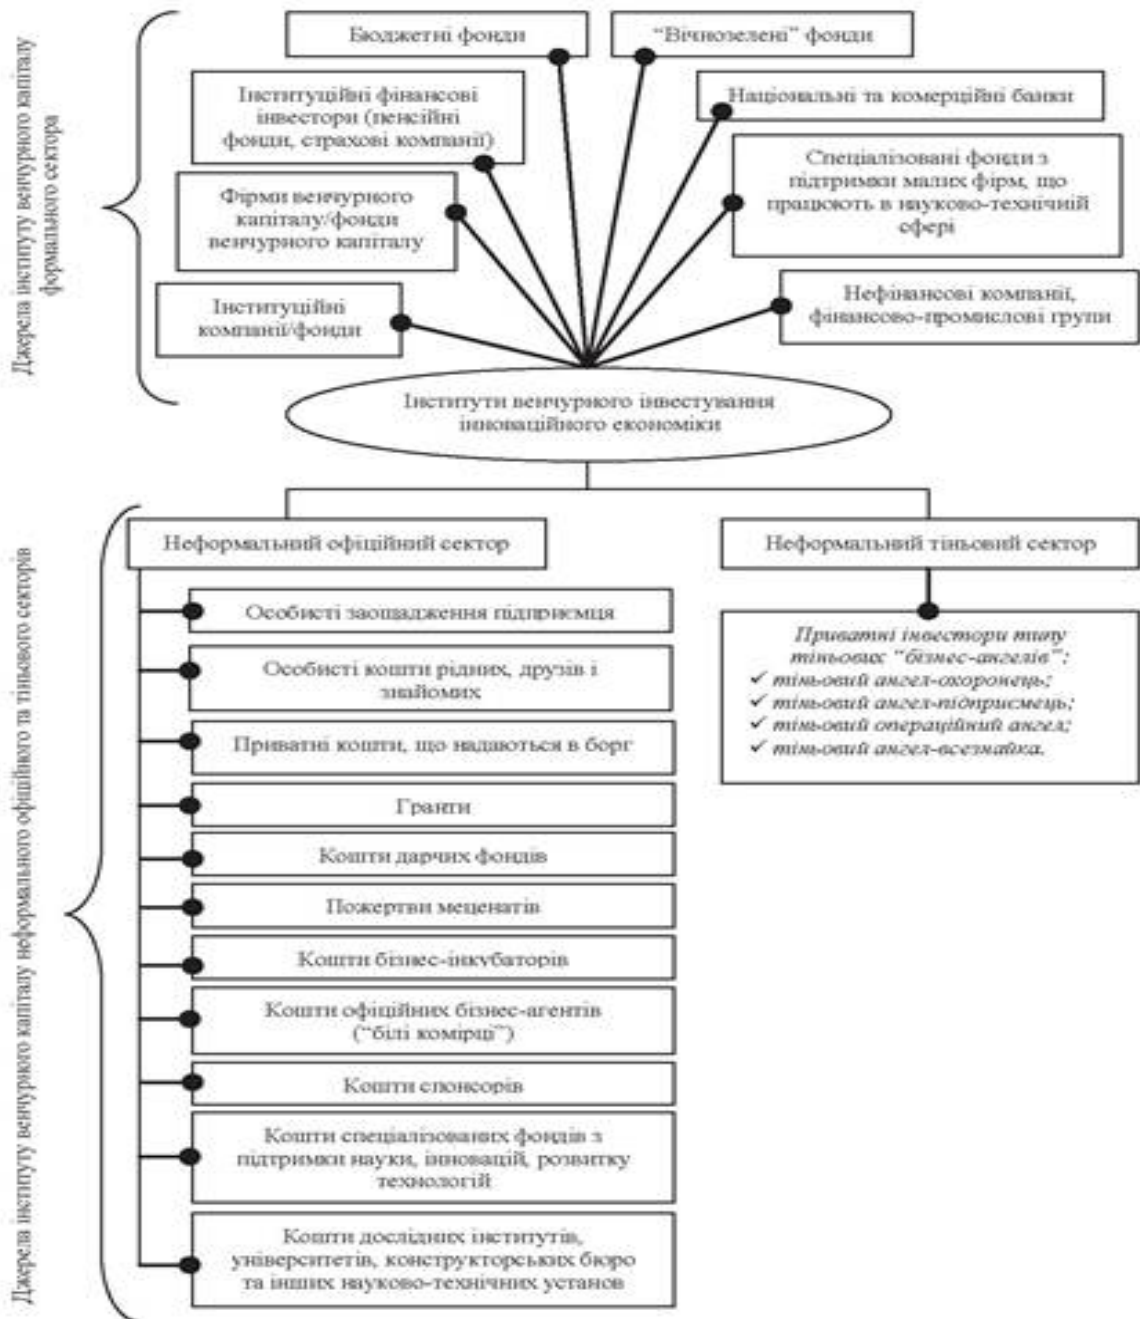 Джерела інституту венчурного капіталу
формального сектора
Бюджетні фонди
“Вічнозелені” фонди
Інституційні фінансові
інвестори (пенсійні
фонди, страхові компанії)
Національні та комерційні банки
Фірми венчурного
капіталу/фонди
венчурного капіталу
Спеціалізовані фонди з
підтримки малих фірм, що
працюють в науково-технічній
сфері
Інституційні
компанії/фонди
Нефінансові компанії,
фінансово-промислові групи
Інститути венчурного інвестування
інноваційного економіки
Джерела інституту венчурного капіталу неформального офіційного та тіньового секторів
Неформальний офіційний сектор
Особисті заощадження підприємця
Особисті кошти рідних, друзів і
знайомих
Приватні кошти, що надаються в борг
Гранти
Кошти дарчих фондів
Пожертви меценатів
Кошти бізнес-інкубаторів
Кошти офіційних бізнес-агентів
(“білі комірці”)
Кошти спонсорів
Кошти спеціалізованих фондів з
підтримки науки, інновацій, розвитку
технологій
Кошти дослідних інститутів,
університетів, конструкторських бюро
та інших науково-технічних установ
Неформальний тіньовий сектор
Приватні інвестори типу
тіньових “бізнес-ангелів”:
✓ тіньовий ангел-охоронець;
✓ тіньовий ангел-підприємець;
✓ тіньовий операційний ангел;
✓ тіньовий ангел-всезнайка.